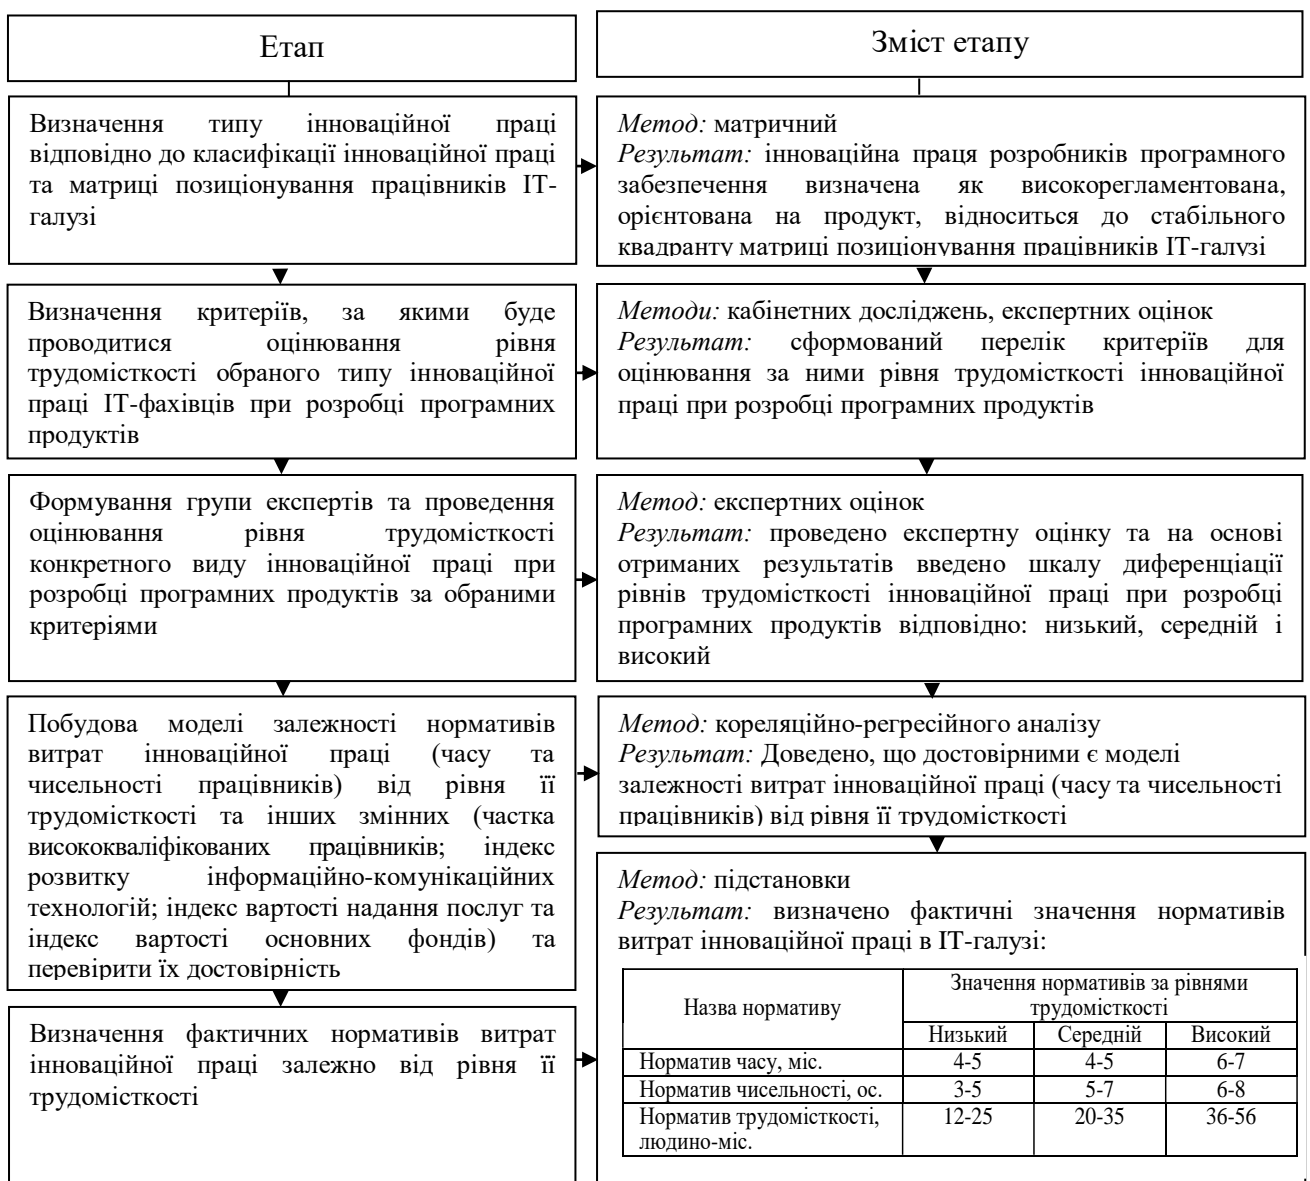 Етап
Зміст етапу
Визначення типу інноваційної праці
відповідно до класифікації інноваційної праці
та матриці позиціонування працівників ІТ-
галузі
Метод: матричний
Результат: інноваційна праця розробників програмного
забезпечення визначена як високорегламентована,
орієнтована на продукт, відноситься до стабільного
квадранту матриці позиціонування працівників ІТ-галузі
Визначення критеріїв, за якими буде
проводитися оцінювання рівня
трудомісткості обраного типу інноваційної
праці ІТ-фахівців при розробці програмних
продуктів
Методи: кабінетних досліджень, експертних оцінок
Результат: сформований перелік критеріїв для
оцінювання за ними рівня трудомісткості інноваційної
праці при розробці програмних продуктів
Формування групи експертів та проведення
оцінювання рівня трудомісткості
конкретного виду інноваційної праці при
розробці програмних продуктів за обраними
критеріями
Метод: експертних оцінок
Результат: проведено експертну оцінку та на основі
отриманих результатів введено шкалу диференціації
рівнів трудомісткості інноваційної праці при розробці
програмних продуктів відповідно: низький, середній і
високий
Побудова моделі залежності нормативів
витрат інноваційної праці (часу та
чисельності працівників) від рівня її
трудомісткості та інших змінних (частка
висококваліфікованих працівників; індекс
розвитку інформаційно-комунікаційних
технологій; індекс вартості надання послуг та
індекс вартості основних фондів) та
перевірити їх достовірність
Метод: кореляційно-регресійного аналізу
Результат: Доведено, що достовірними є моделі
залежності витрат інноваційної праці (часу та чисельності
працівників) від рівня її трудомісткості
Визначення фактичних нормативів витрат
інноваційної праці залежно від рівня її
трудомісткості
Метод: підстановки
Результат: визначено фактичні значення нормативів
витрат інноваційної праці в ІТ-галузі:
Назва нормативу
Значення нормативів за рівнями
трудомісткості
Низький Середній Високий
Норматив часу, міс. 4-5 4-5 6-7
Норматив чисельності, ос. 3-5 5-7 6-8
Норматив трудомісткості, 12-25 20-35 36-56
людино-міс.